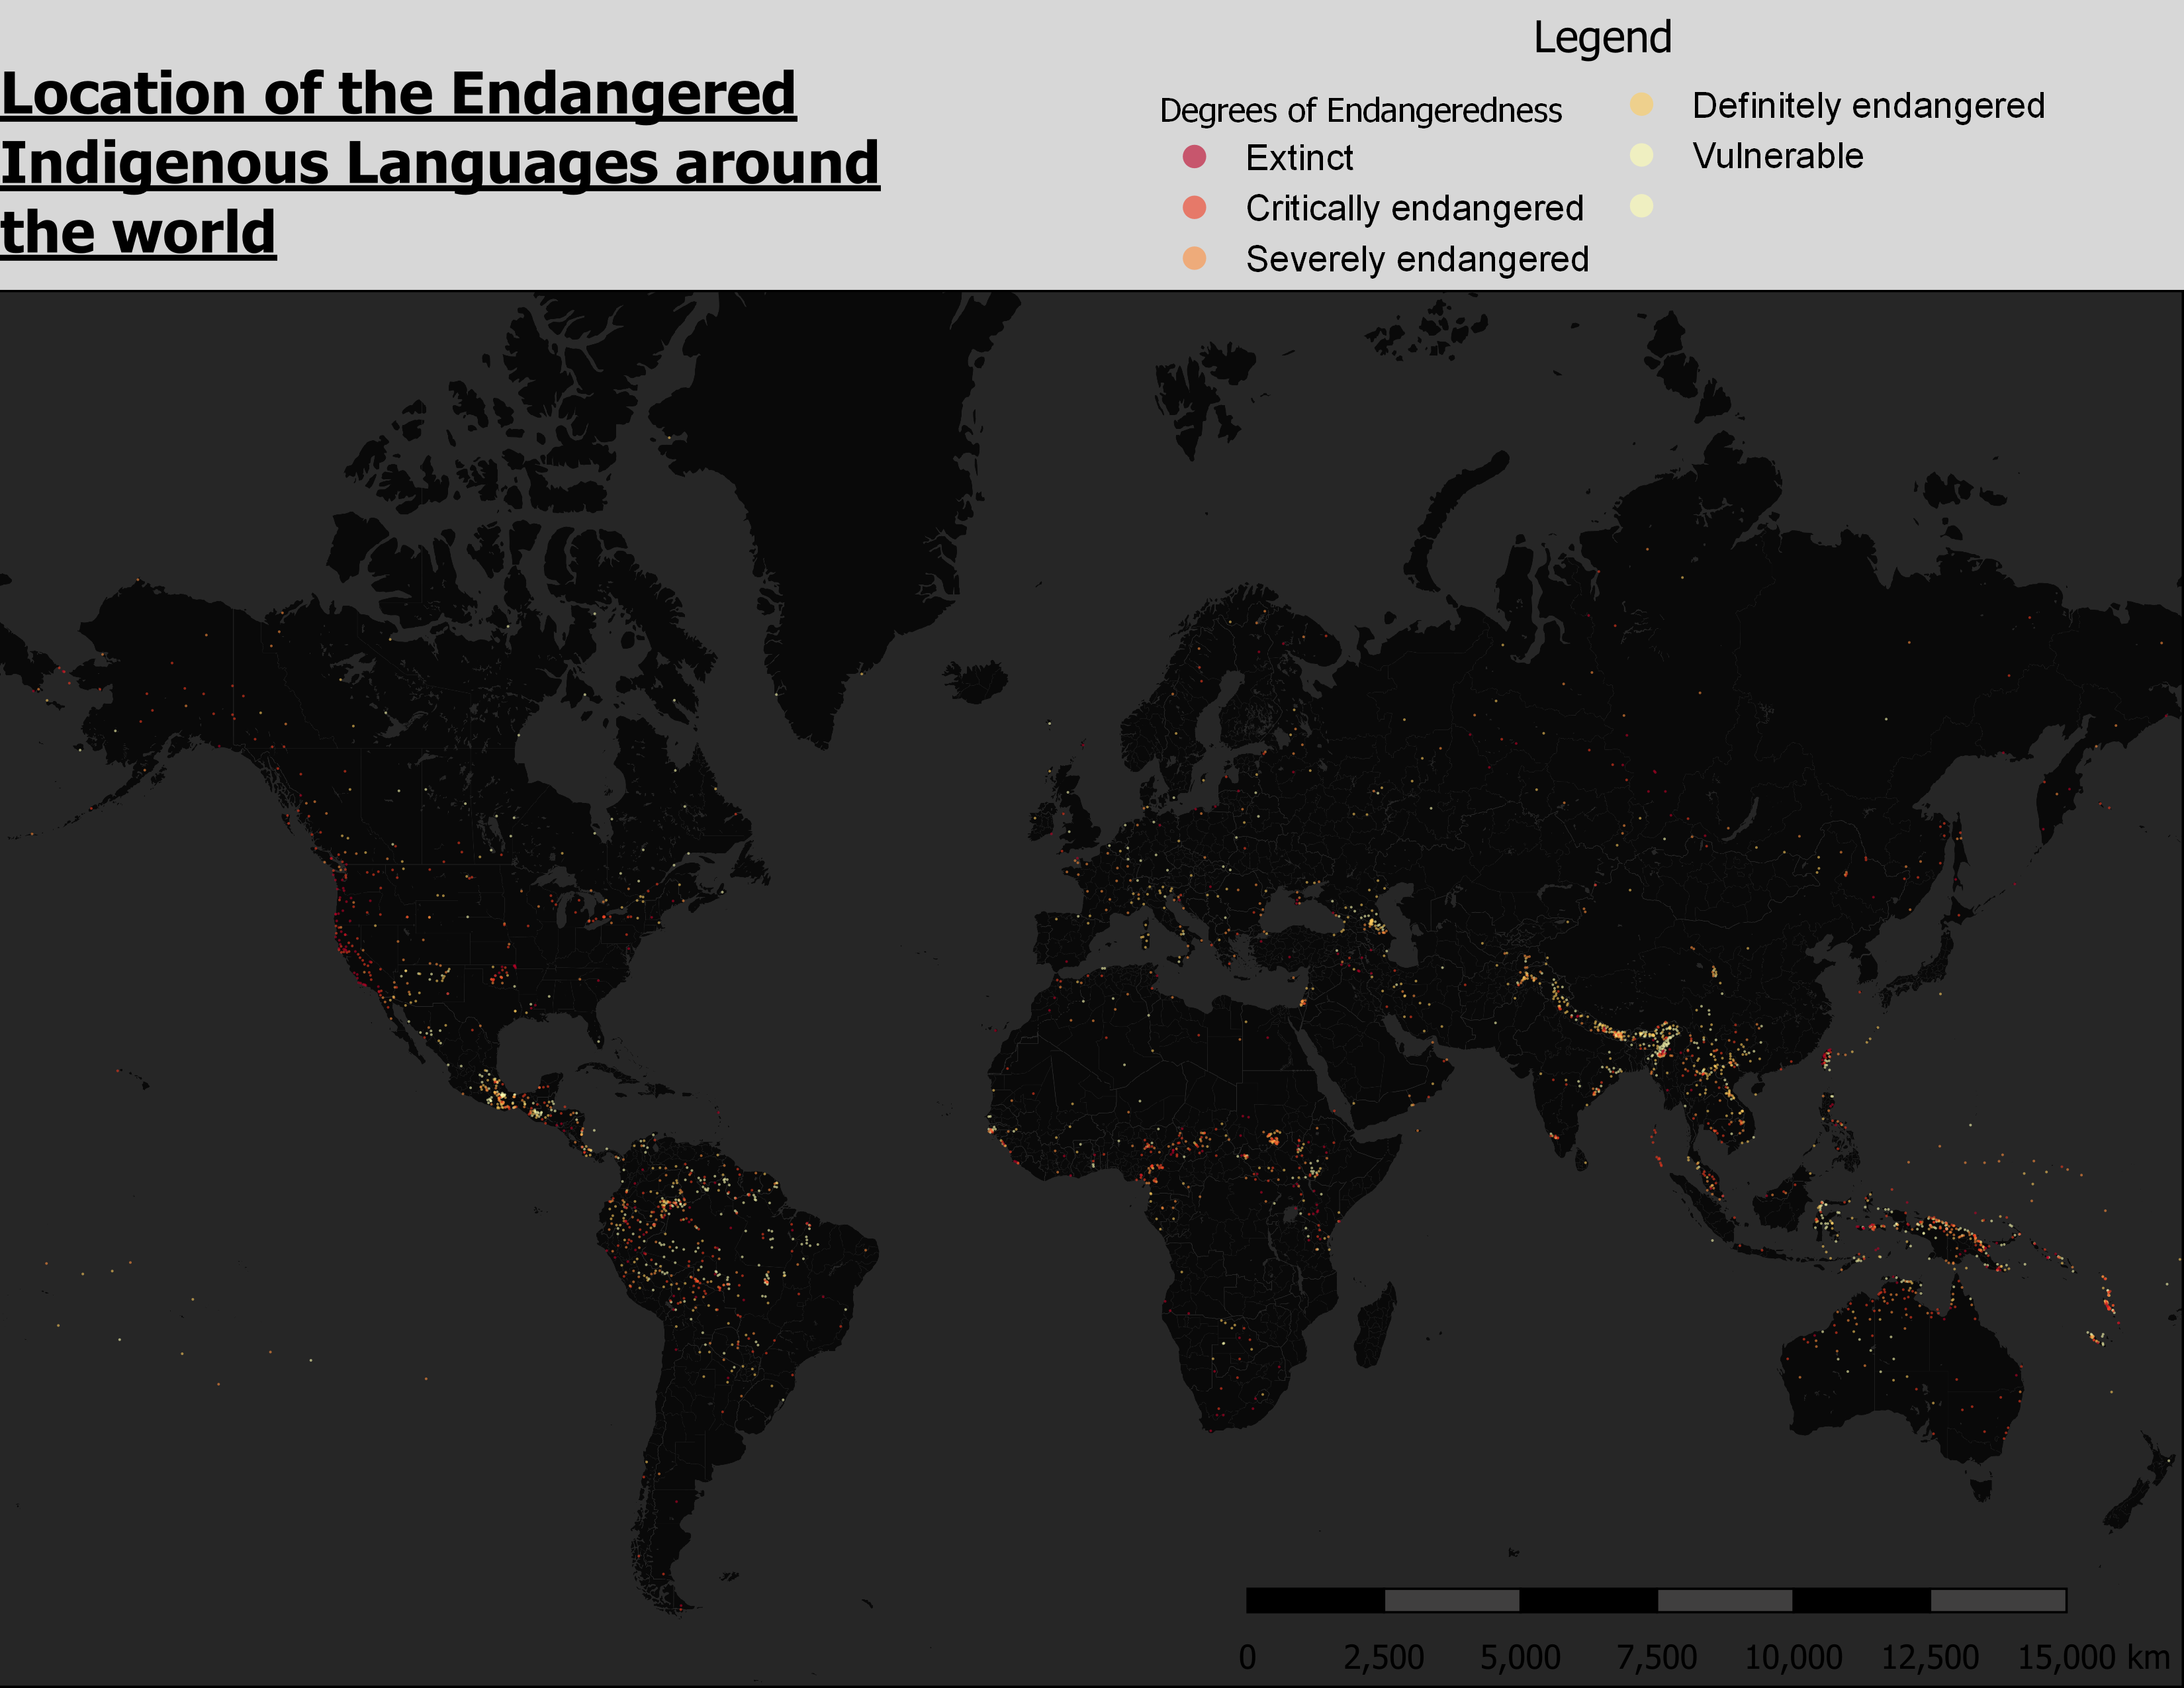 Location of the Endangered
Indigenous Languages around
the world
Legend
Degrees of Endangeredness
Extinct
Critically endangered
Severely endangered
Definitely endangered
Vulnerable
0 2,500 5,000 7,500 10,000 12,500 15,000 km